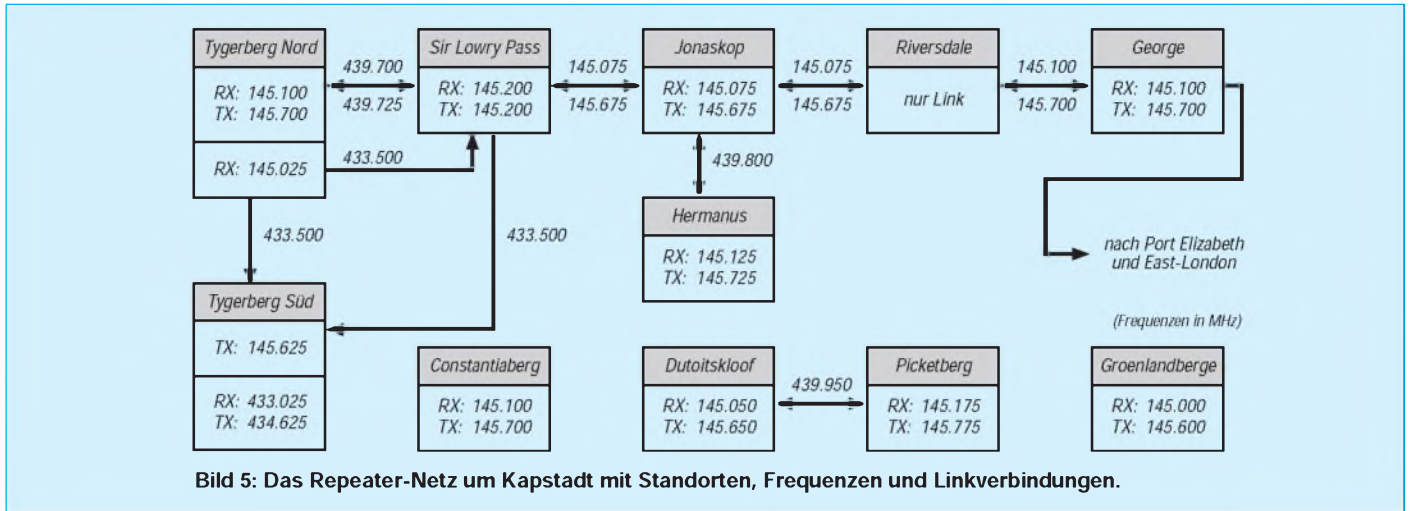 Tygerberg Nord
RX: 145.100
TX: 145.700
RX: 145.025
439.700
439.725
Sir Lowry Pass
RX: 145.200
TX: 145.200
145.075
145.675
Jonaskop
RX: 145.075
TX: 145.675
145.075
145.675
Riversdale
nur Link
145.100
145.700
George
RX: 145.100
TX: 145.700
433.500
439.800
433.500
433.500
Hermanus
RX: 145.125
TX: 145.725
nach Port Elizabeth
und East-London
Tygerberg Süd
TX: 145.625
RX: 433.025
TX: 434.625
(Frequenzen in MHz)
Constantiaberg
RX: 145.100
TX: 145.700
Dutoitskloof
RX: 145.050
TX: 145.650
439.950
Picketberg
RX: 145.175
TX: 145.775
Groenlandberge
RX: 145.000
TX: 145.600
Bild 5: Das Repeater-Netz um Kapstadt mit Standorten, Frequenzen und Linkverbindungen.